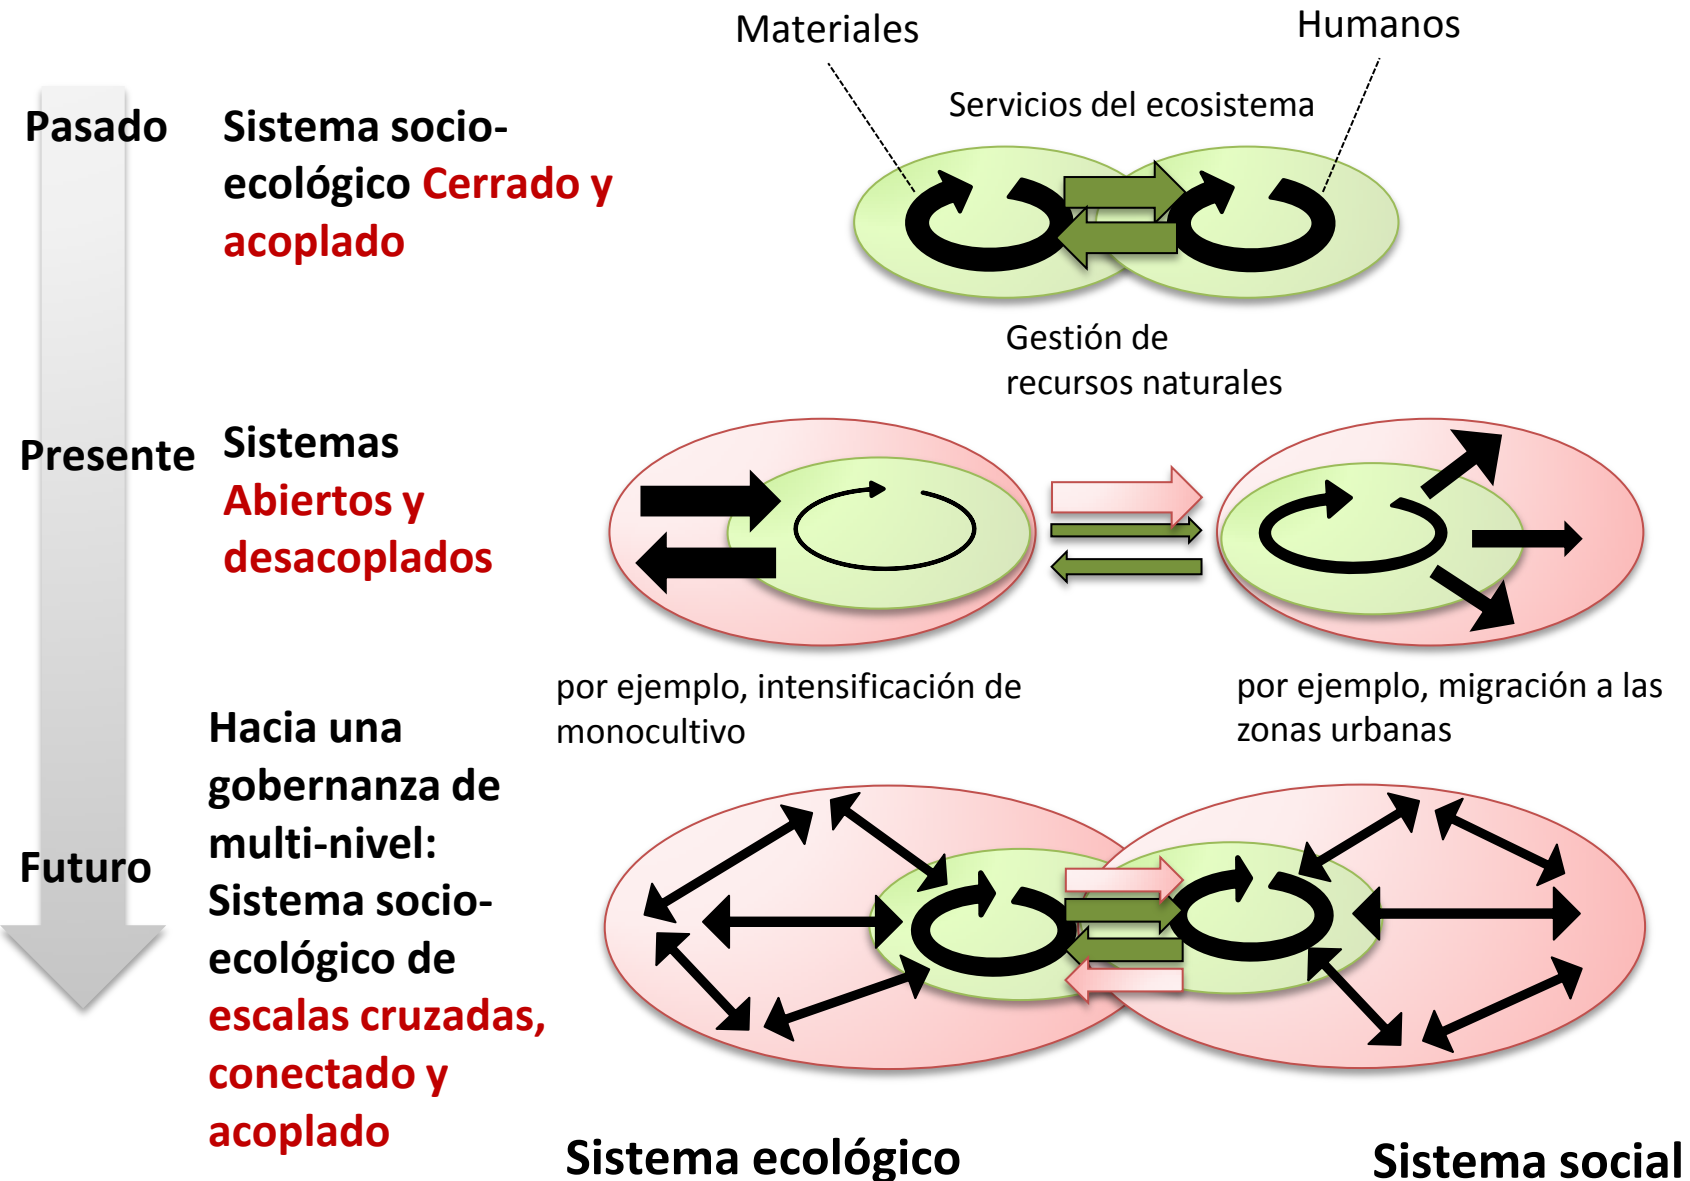 Materiales
Humanos
Servicios del ecosistema
Pasado
Sistema socio-
ecológico Cerrado y
acoplado
Gestión de
recursos naturales
Presente
Sistemas
Abiertos y
desacoplados
por ejemplo, intensificación de
monocultivo
por ejemplo, migración a las
zonas urbanas
Futuro
Hacia una
gobernanza de
multi-nivel:
Sistema socio-
ecológico de
escalas cruzadas,
conectado y
acoplado
Sistema ecológico
Sistema social